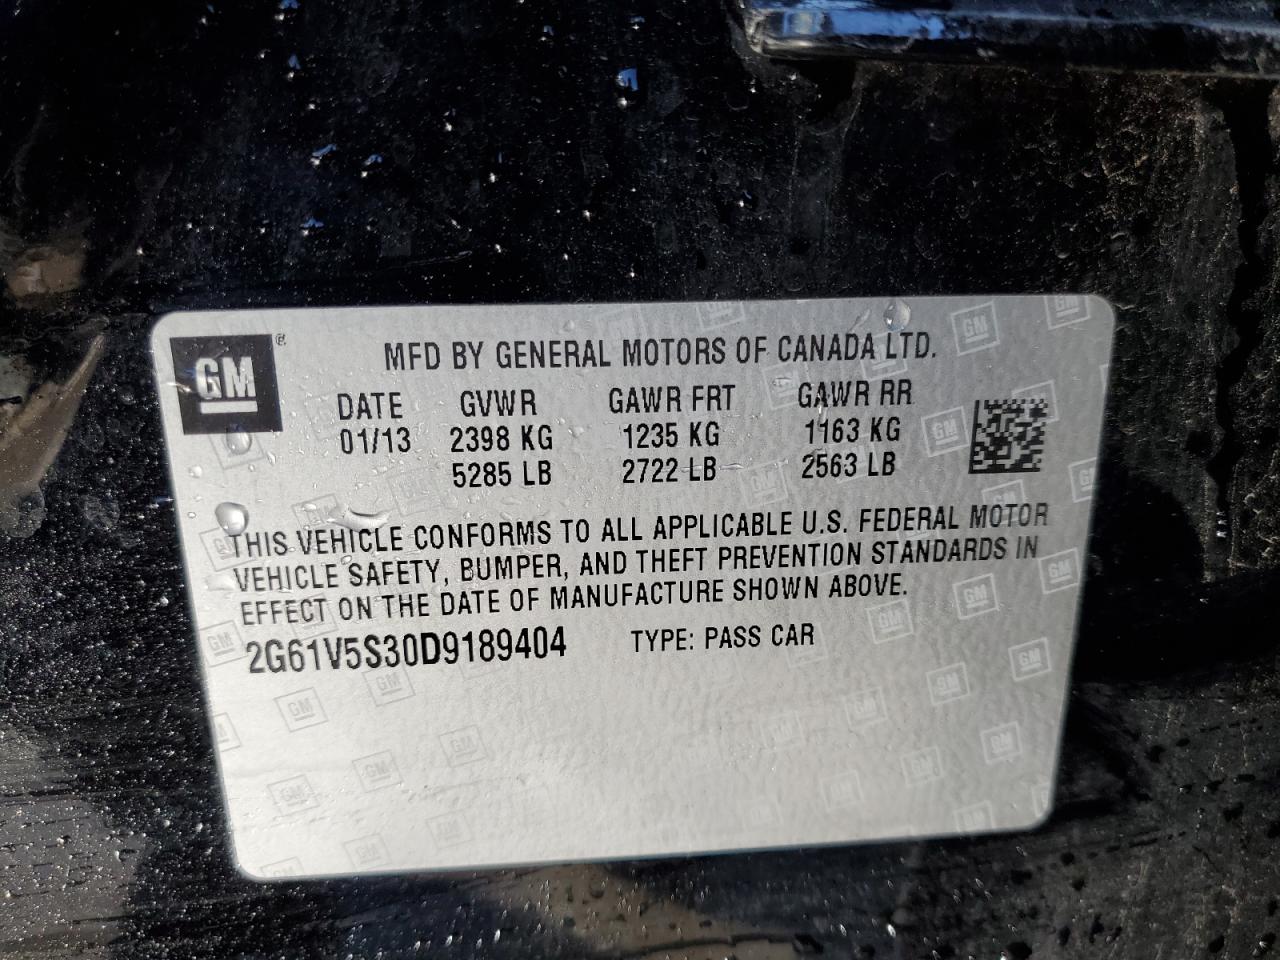 GM ®
MFD BY GENERAL MOTORS OF CANADA LTD.
DATE GVWR GAWR FRT GAWR RR
01/13 2398 KG 1235 KG 1163 KG
5285 LB 2722 LB 2563 LB
THIS VEHICLE CONFORMS TO ALL APPLICABLE U.S. FEDERAL MOTOR
VEHICLE SAFETY, BUMPER, AND THEFT PREVENTION STANDARDS IN
EFFECT ON THE DATE OF MANUFACTURE SHOWN ABOVE.
2G61V5S30D9189404 TYPE: PASS CAR